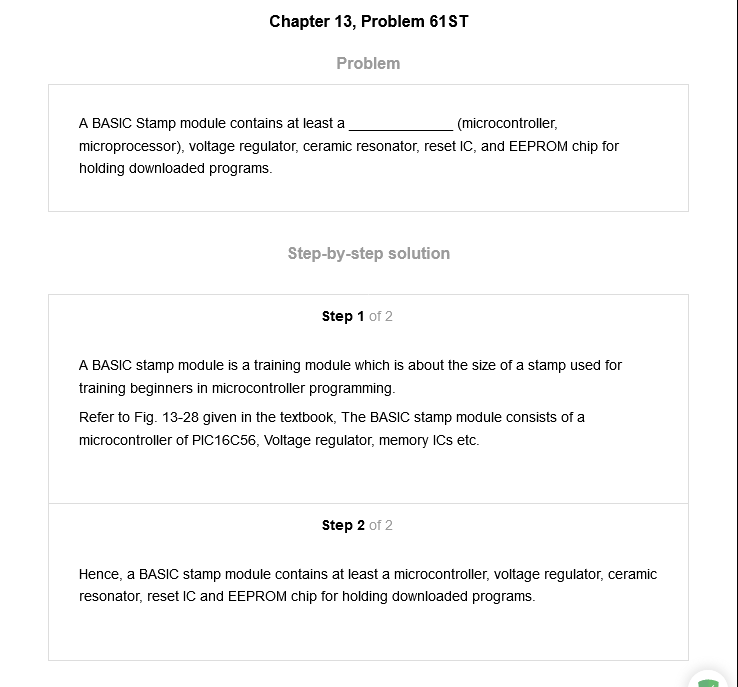 Chapter 13, Problem 61ST
Problem
A BASIC Stamp module contains at least a _____________ (microcontroller,
microprocessor), voltage regulator, ceramic resonator, reset IC, and EEPROM chip for
holding downloaded programs.
Step-by-step solution
Step 1 of 2
A BASIC stamp module is a training module which is about the size of a stamp used for
training beginners in microcontroller programming.
Refer to Fig. 13-28 given in the textbook, The BASIC stamp module consists of a
microcontroller of PIC16C56, Voltage regulator, memory ICs etc.
Step 2 of 2
Hence, a BASIC stamp module contains at least a microcontroller, voltage regulator, ceramic
resonator, reset IC and EEPROM chip for holding downloaded programs.